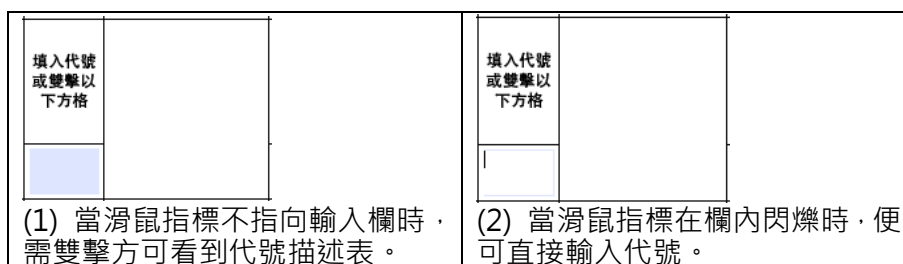 填入代號
或雙擊以
下方格
(1) 當滑鼠指標不指向輸入欄時，
需雙擊方可看到代號描述表。
填入代號
或雙擊以
下方格
(2) 當滑鼠指標在欄內閃爍時，便
可直接輸入代號。